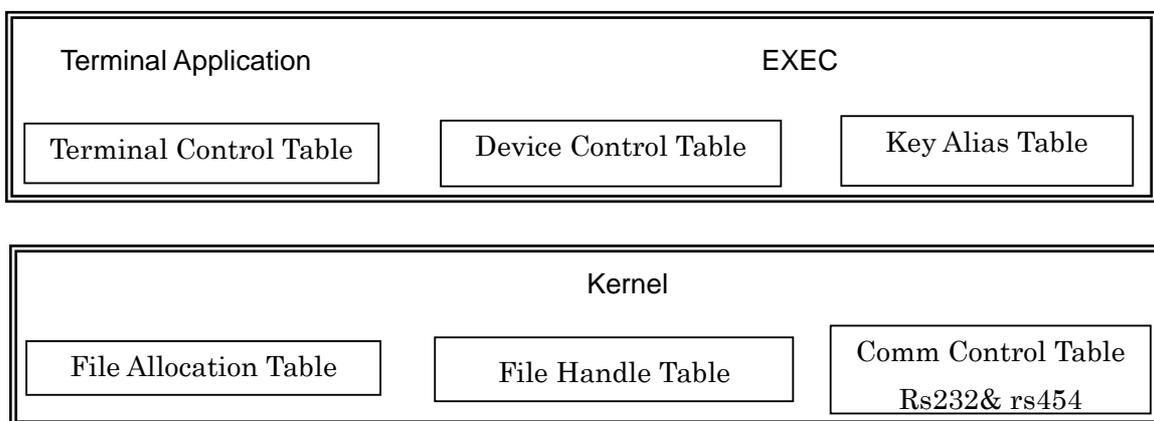 Terminal Application
EXEC
Terminal Control Table
Device Control Table
Key Alias Table
Kernel
File Allocation Table
File Handle Table
Comm Control Table
Rs232& rs454